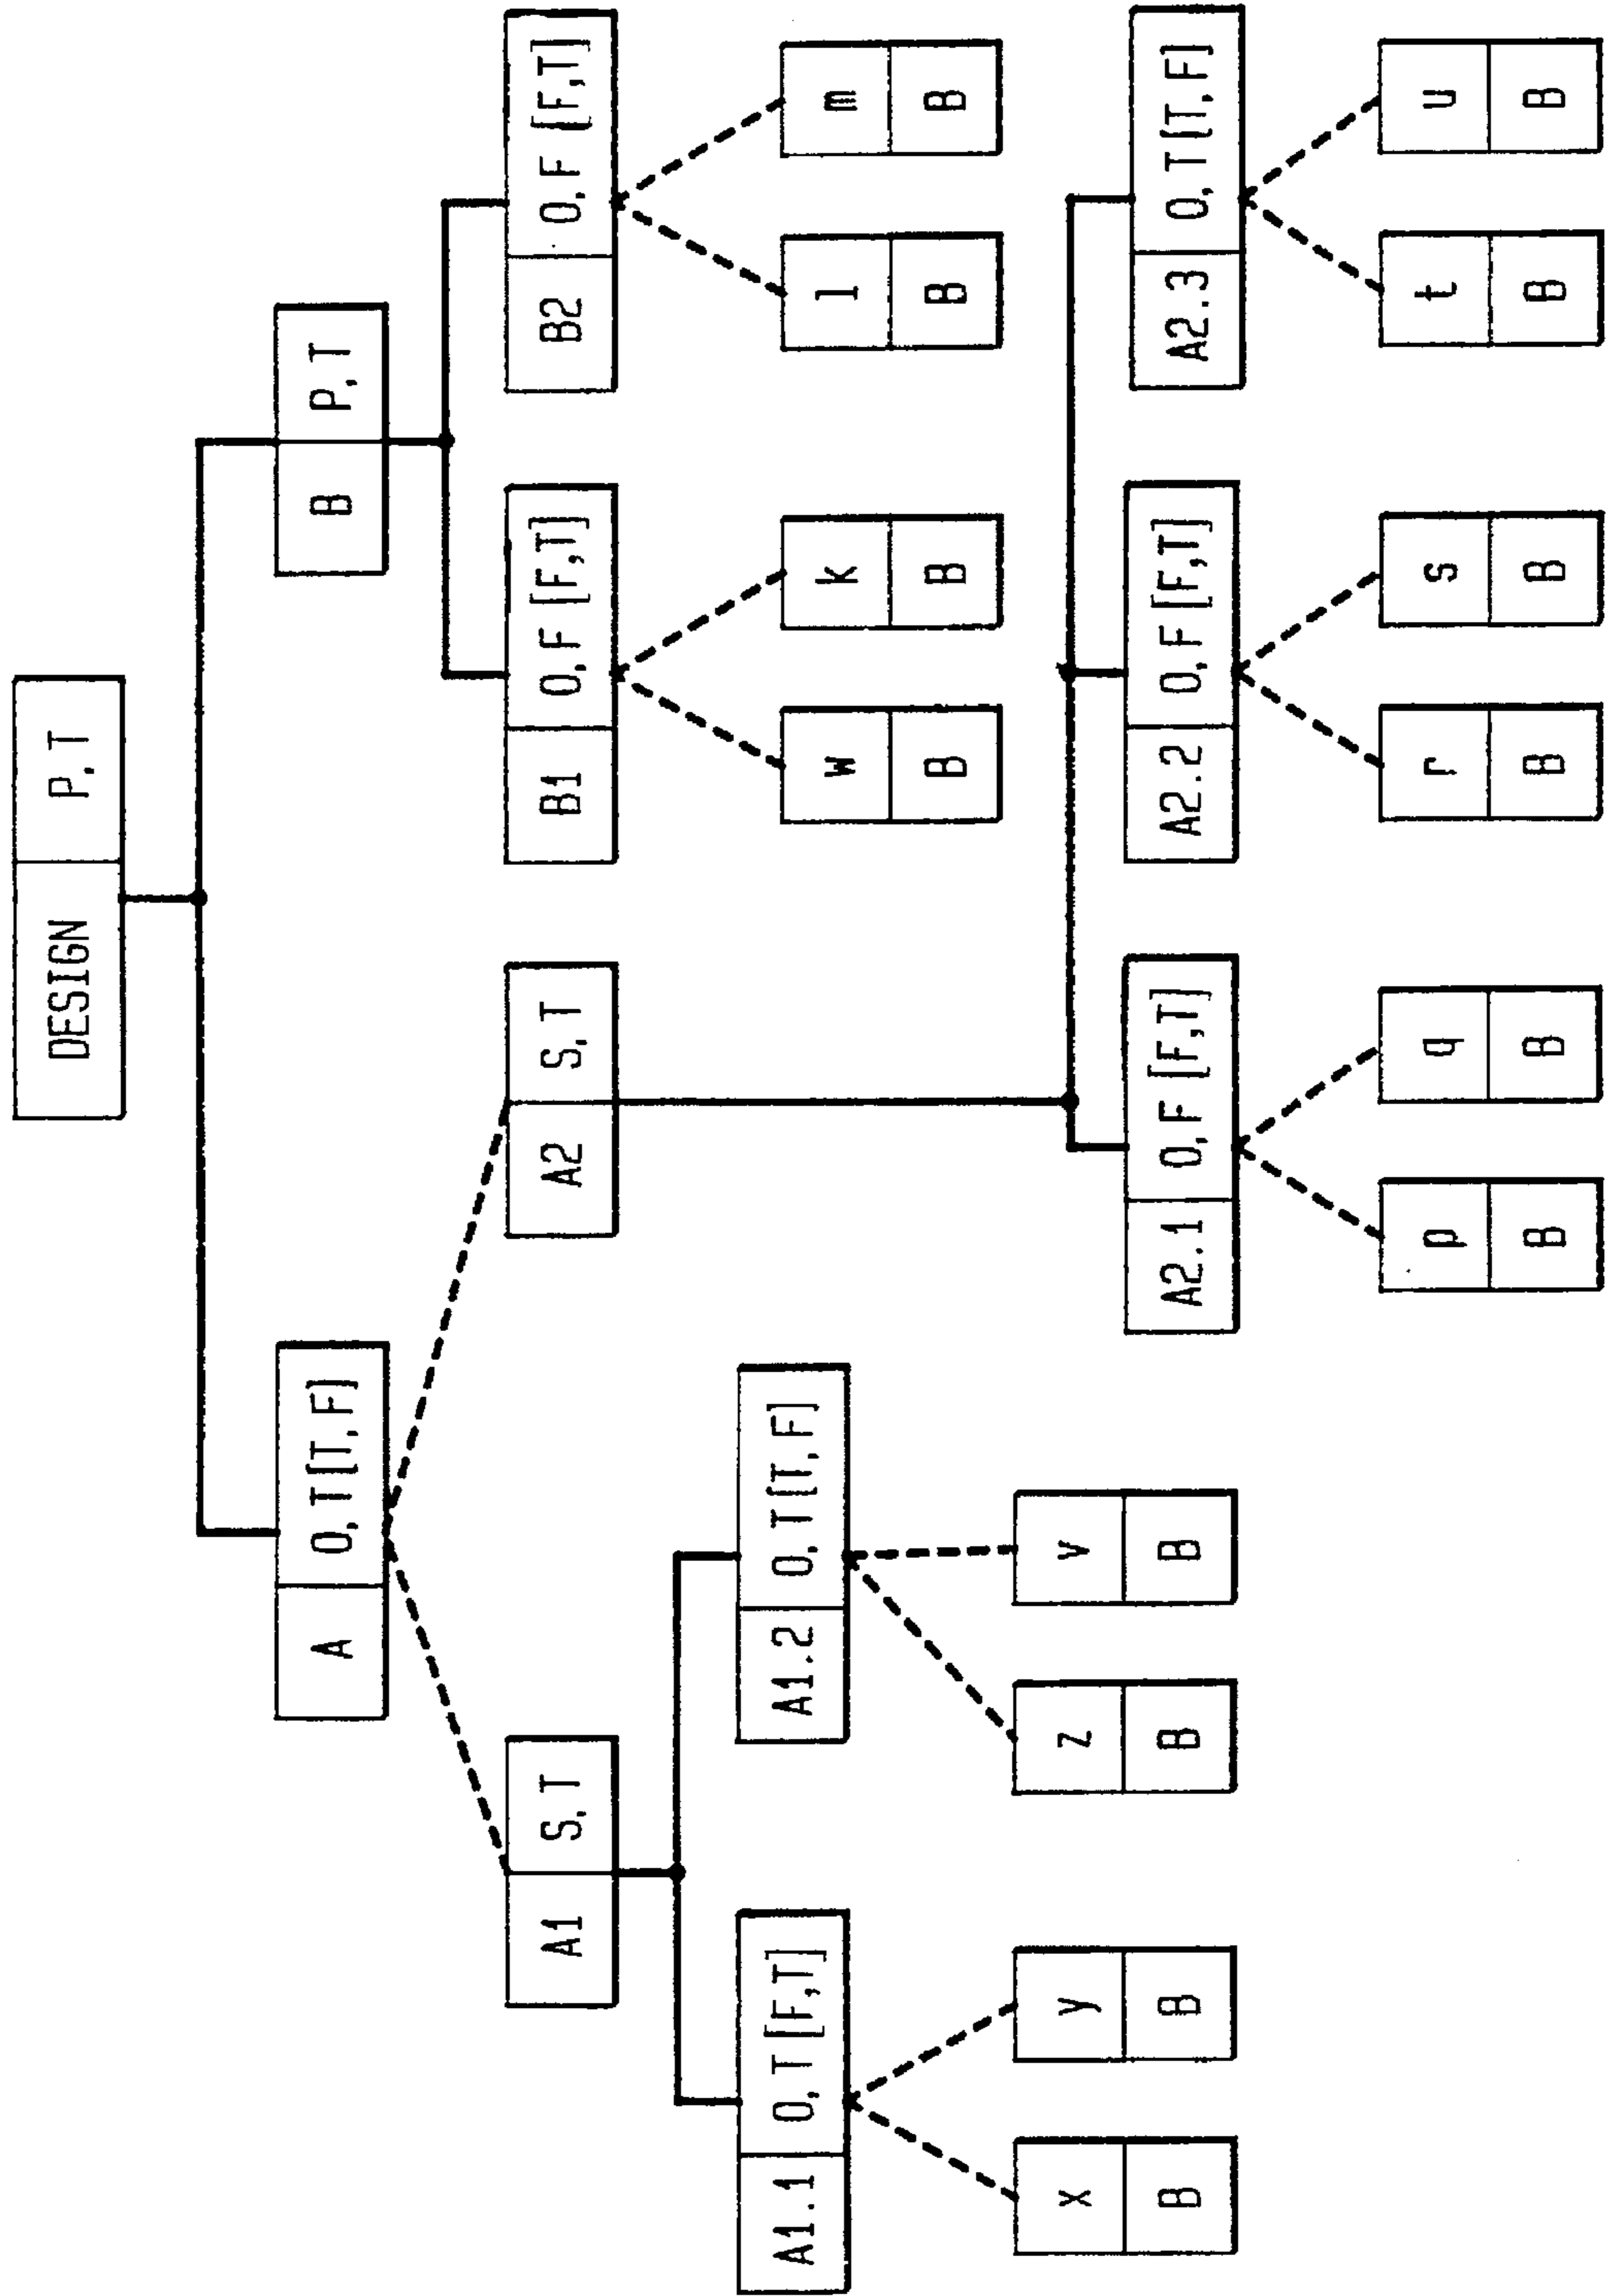 DESIGN P,T
A O,T[T,F]
B P,T
A1 S,T
A2 S,T
B1 O,F[F,T]
B2 O,F[F,T]
A1.1 O,T[F,T]
A1.2 O,T[T,F]
w
B
k
B
l
B
m
B
x
B
y
B
z
B
v
B
A2.1 O,F[F,T]
A2.2 O,F[F,T]
A2.3 O,T[T,F]
p
B
q
B
r
B
s
B
t
B
u
B